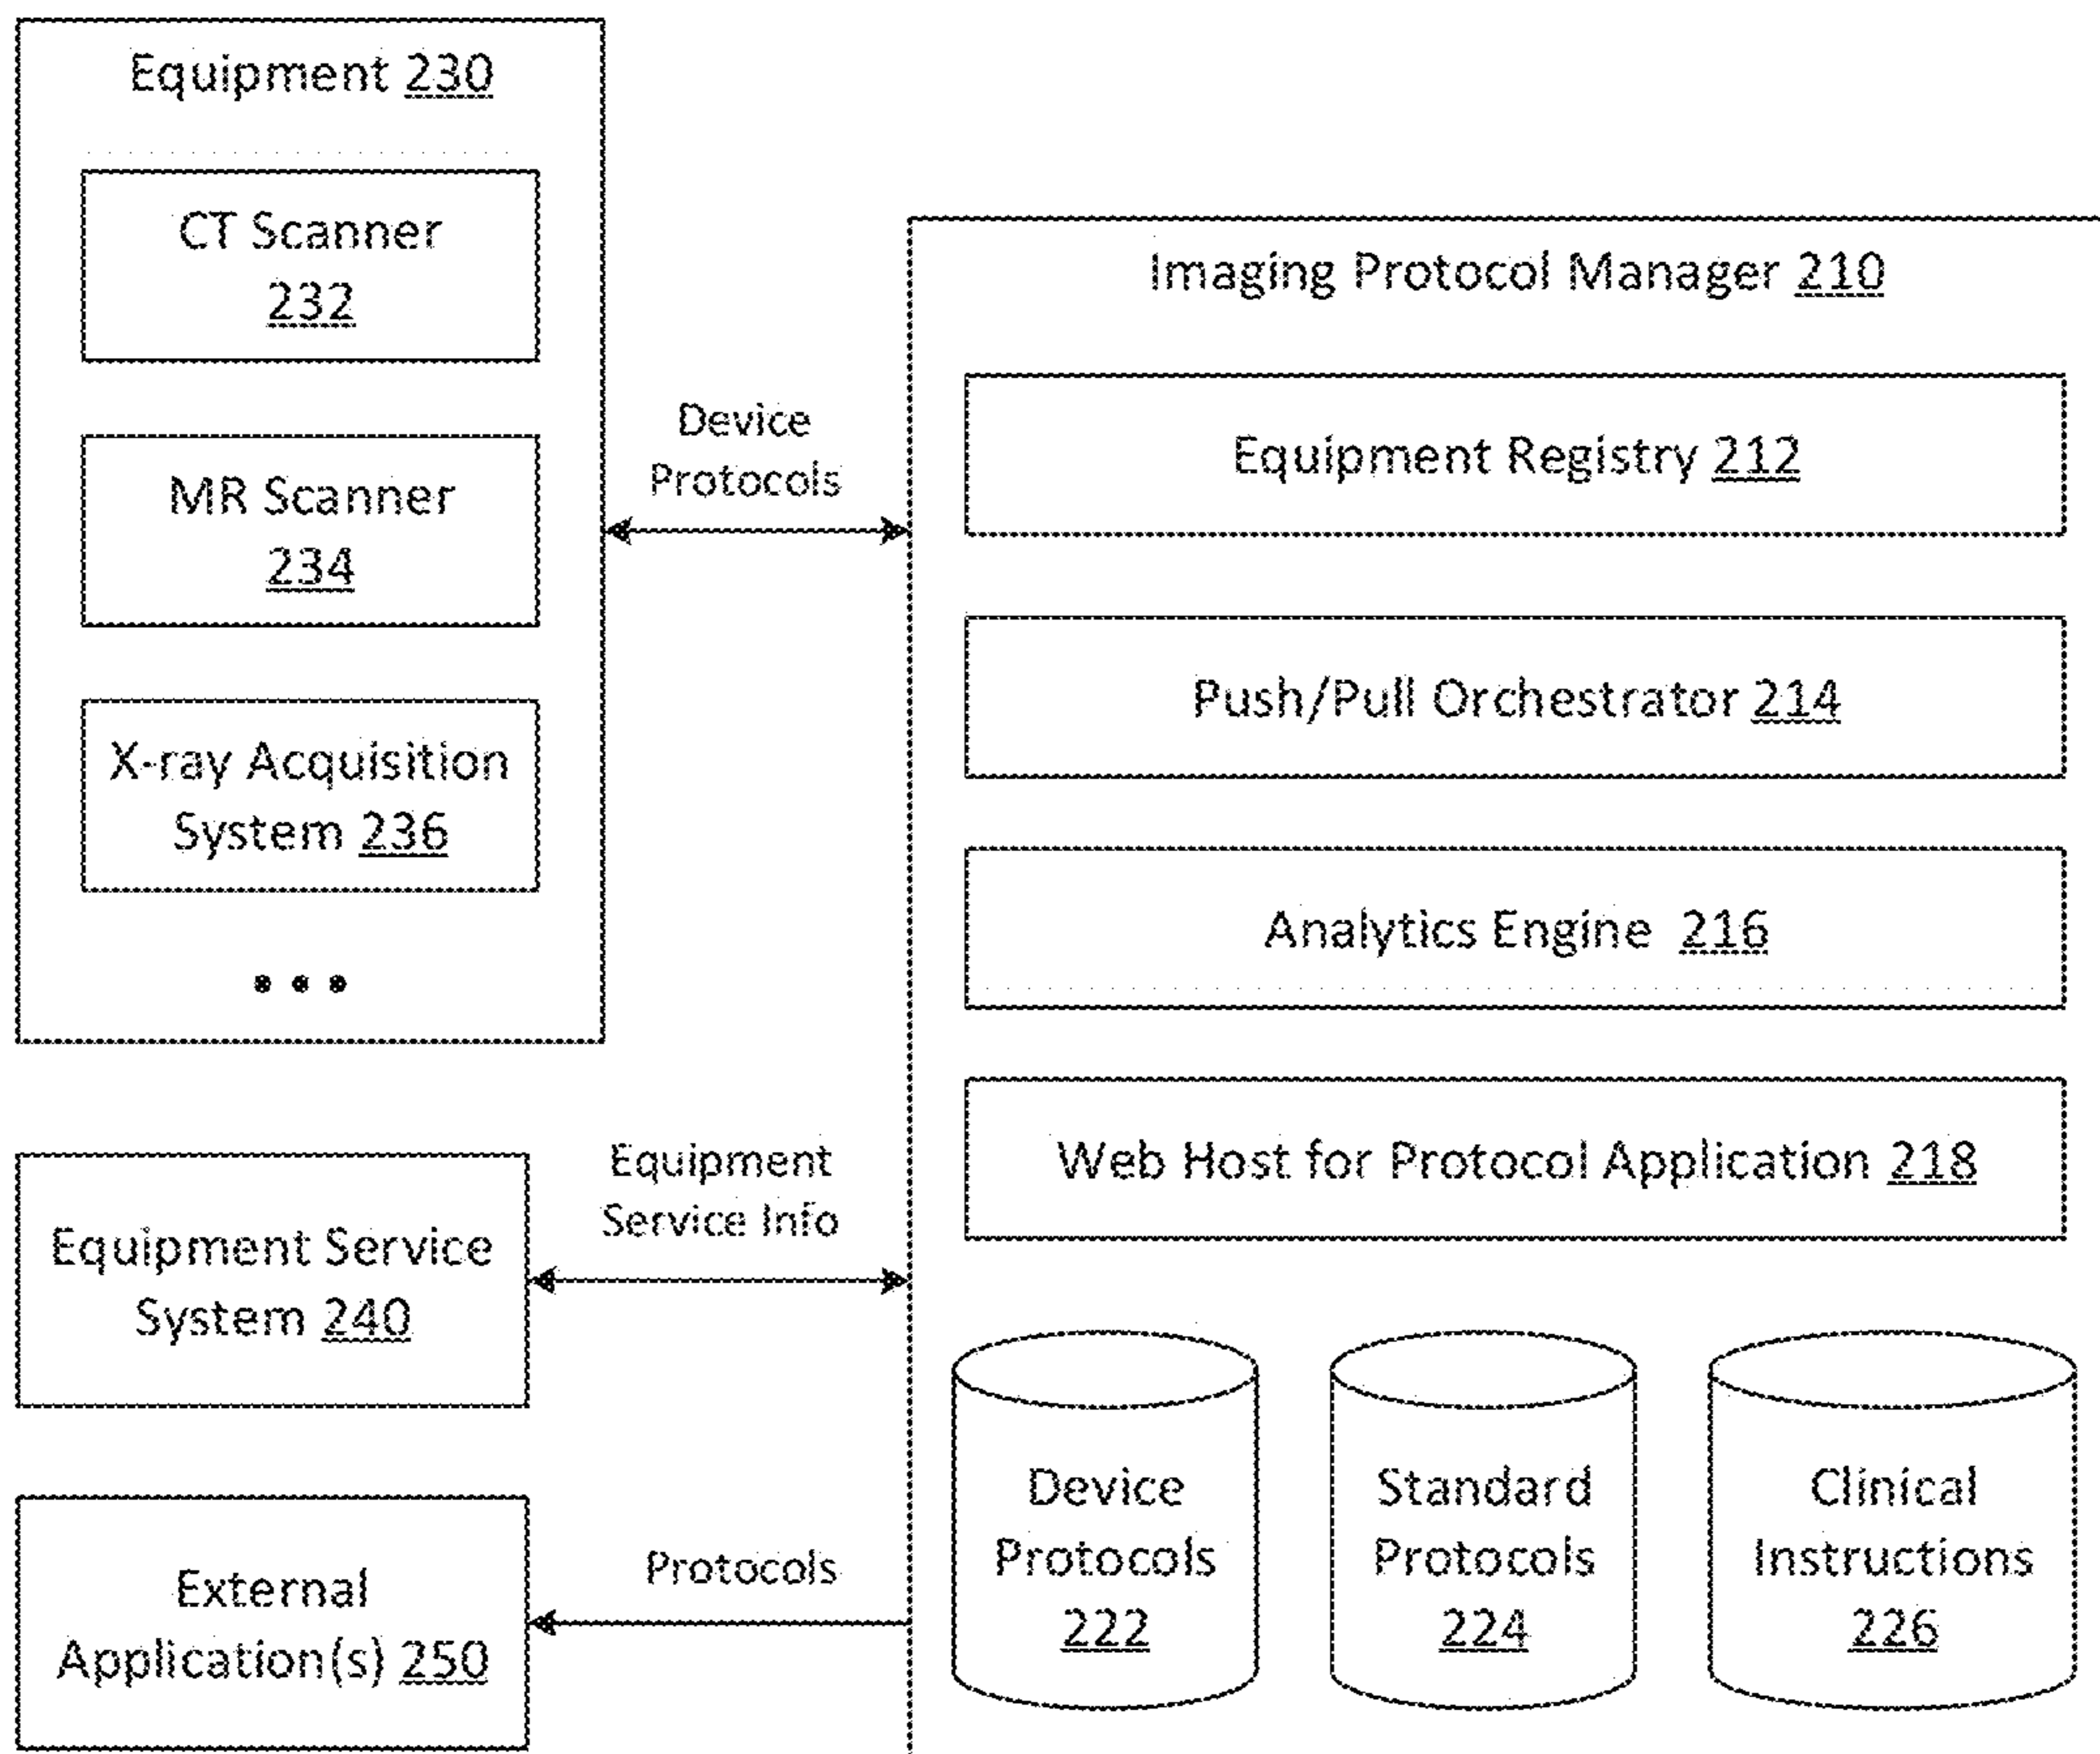 Equipment 230
CT Scanner
232
MR Scanner
234
X-ray Acquisition
System 236
Device
Protocols
Imaging Protocol Manager 210
Equipment Registry 212
Push/Pull Orchestrator 214
Analytics Engine 216
Web Host for Protocol Application 218
Equipment Service
System 240
Equipment
Service Info
External
Application(s) 250
Protocols
Device
Protocols
222
Standard
Protocols
224
Clinical
Instructions
226